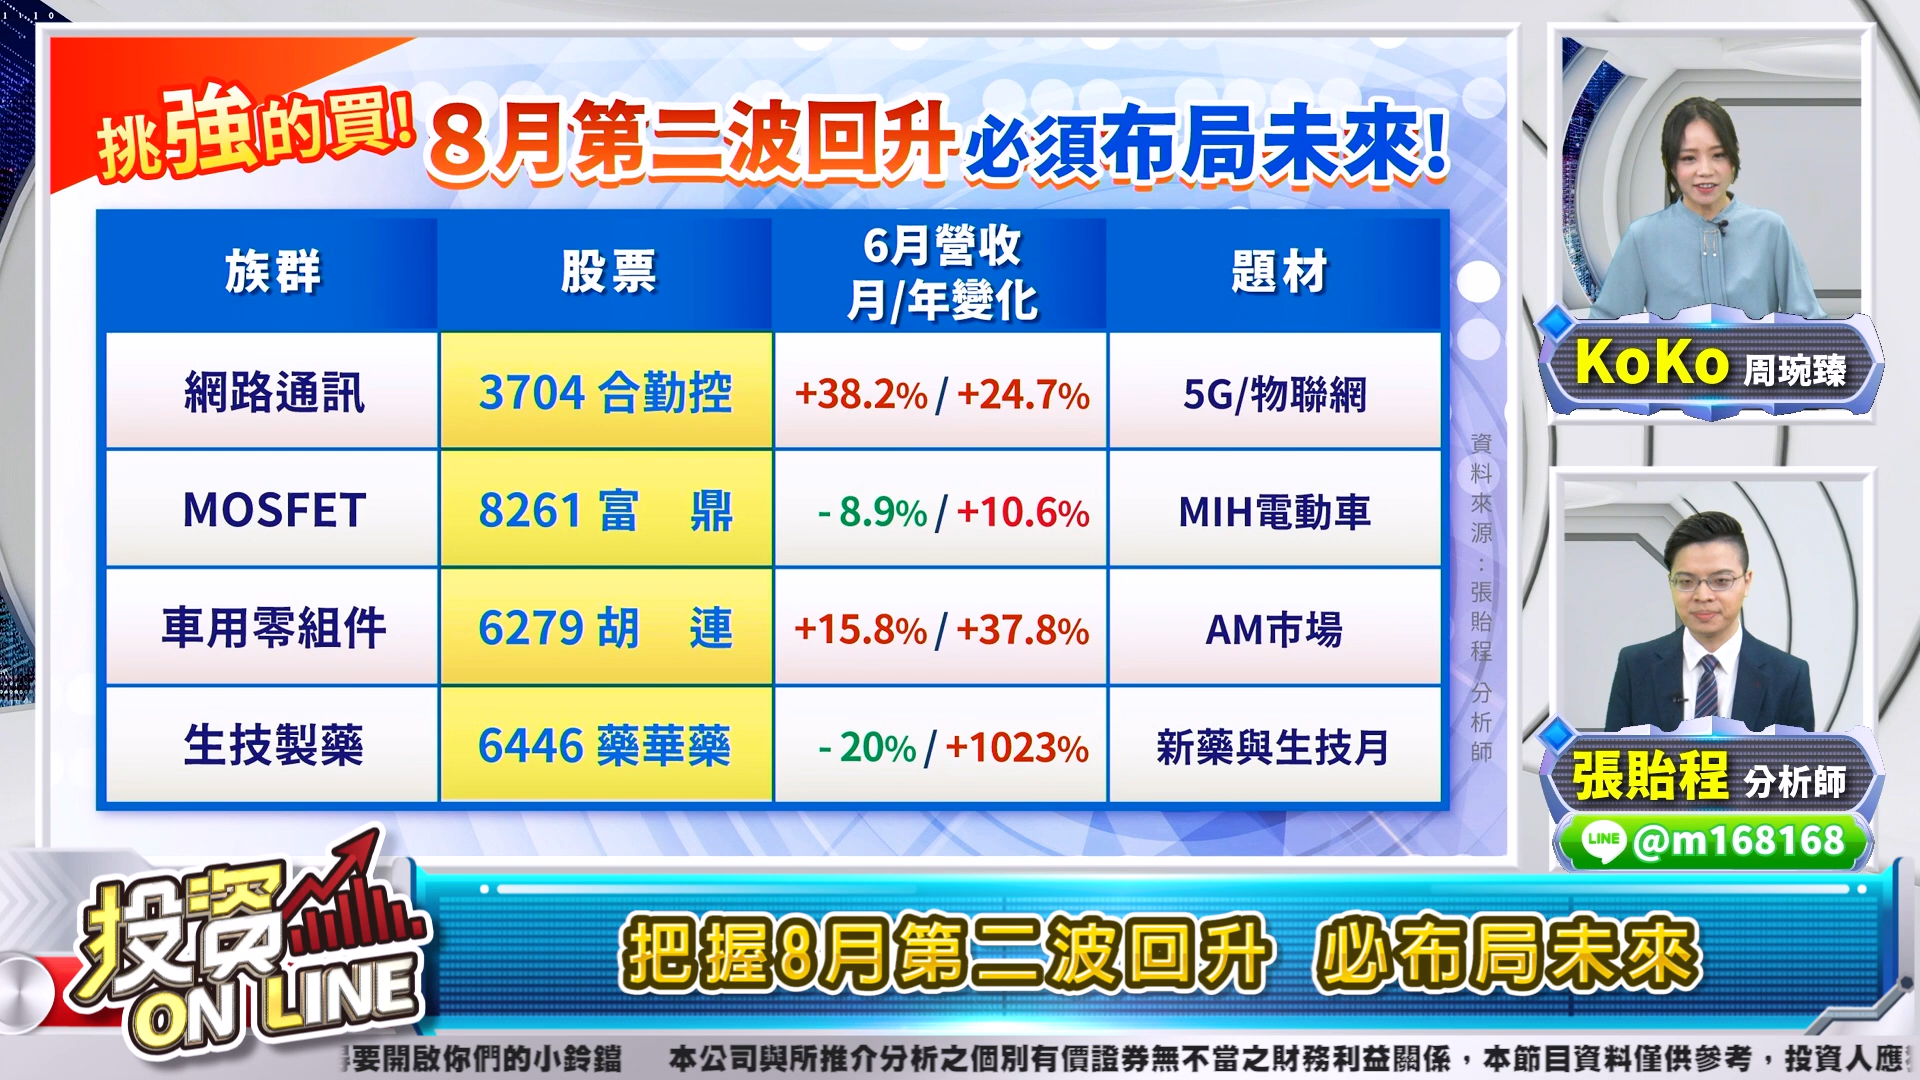 挑強的買!
8月第二波回升必須布局未來!
族群 股票 6月營收 月/年變化 題材
網路通訊 3704 合勤控 +38.2% / +24.7% 5G/物聯網
MOSFET 8261 富 鼎 - 8.9% / +10.6% MIH電動車
車用零組件 6279 胡 連 +15.8% / +37.8% AM市場
生技製藥 6446 藥華藥 - 20% / +1023% 新藥與生技月
資料來源:張貽程 分析師
KoKo 周琬臻
張貽程 分析師
LINE @m168168
投資
ON LINE
把握8月第二波回升 必布局未來
要開啟你們的小鈴鐺 本公司與所推介分析之個別有價證券無不當之財務利益關係,本節目資料僅供參考,投資人應